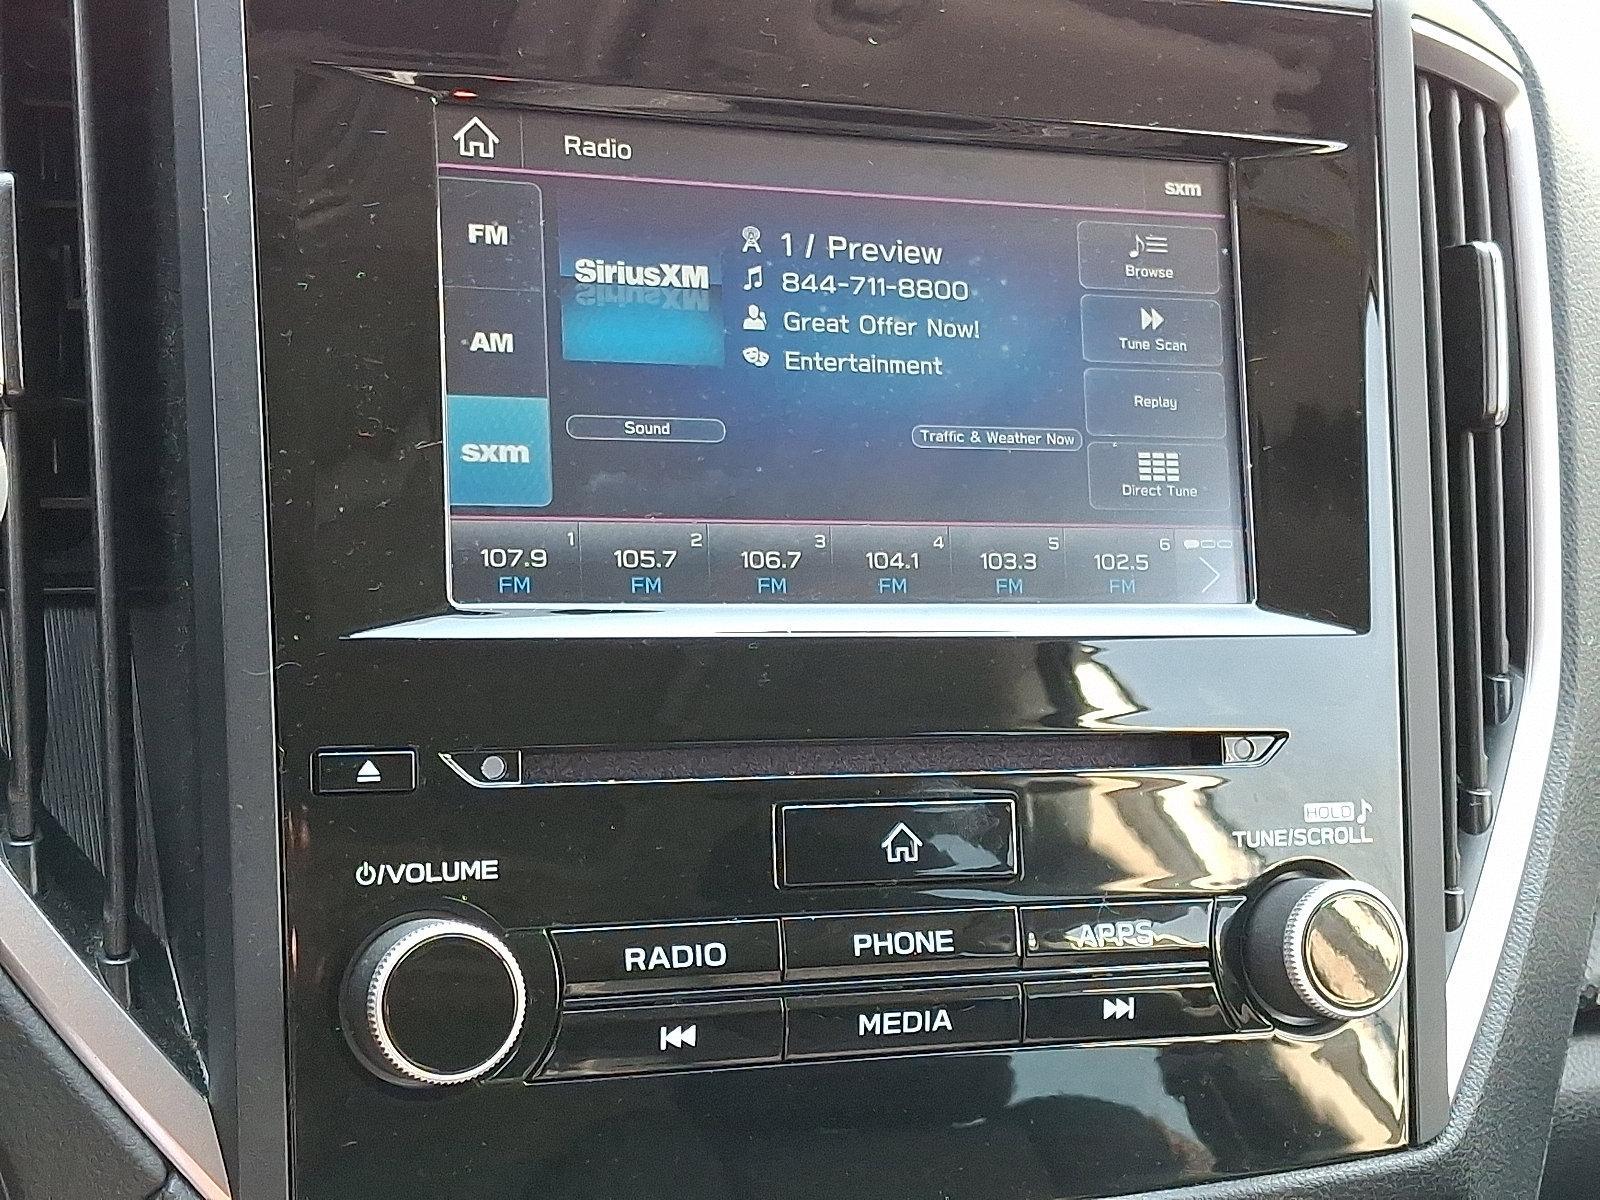 Radio
sxm
FM
AM
sxm
SiriusXM
1 / Preview
844-711-8800
Great Offer Now!
Entertainment
Sound
Traffic & Weather Now
Browse
Tune Scan
Replay
Direct Tune
1
107.9
FM
2
105.7
FM
3
106.7
FM
4
104.1
FM
5
103.3
FM
6
102.5
FM
HOLD
TUNE/SCROLL
/VOLUME
RADIO
PHONE
APPS
MEDIA